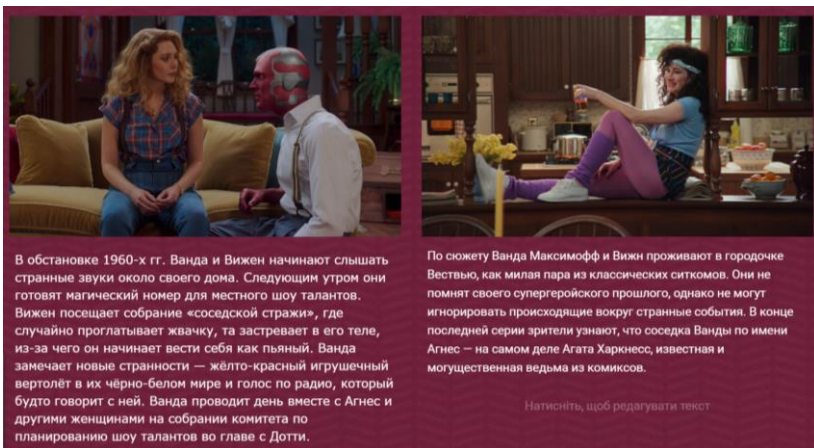 В обстановке 1960-х гг. Ванда и Вижен начинают слышать
странные звуки около своего дома. Следующим утром они
готовят магический номер для местного шоу талантов.
Вижен посещает собрание «соседской стражи», где
случайно проглатывает жвачку, та застревает в его теле,
из-за чего он начинает вести себя как пьяный. Ванда
замечает новые странности — жёлто-красный игрушечный
вертолёт в их чёрно-белом мире и голос по радио, который
будто говорит с ней. Ванда проводит день вместе с Агнес и
другими женщинами на собрании комитета по
планированию шоу талантов во главе с Дотти.
По сюжету Ванда Максимофф и Вижн проживают в городочке
Вествью, как милая пара из классических ситкомов. Они не
помнят своего супергеройского прошлого, однако не могут
игнорировать происходящие вокруг странные события. В конце
последней серии зрители узнают, что соседка Ванды по имени
Агнес — на самом деле Агата Харкнесс, известная и
могущественная ведьма из комиксов.
Натисніть, щоб редагувати текст